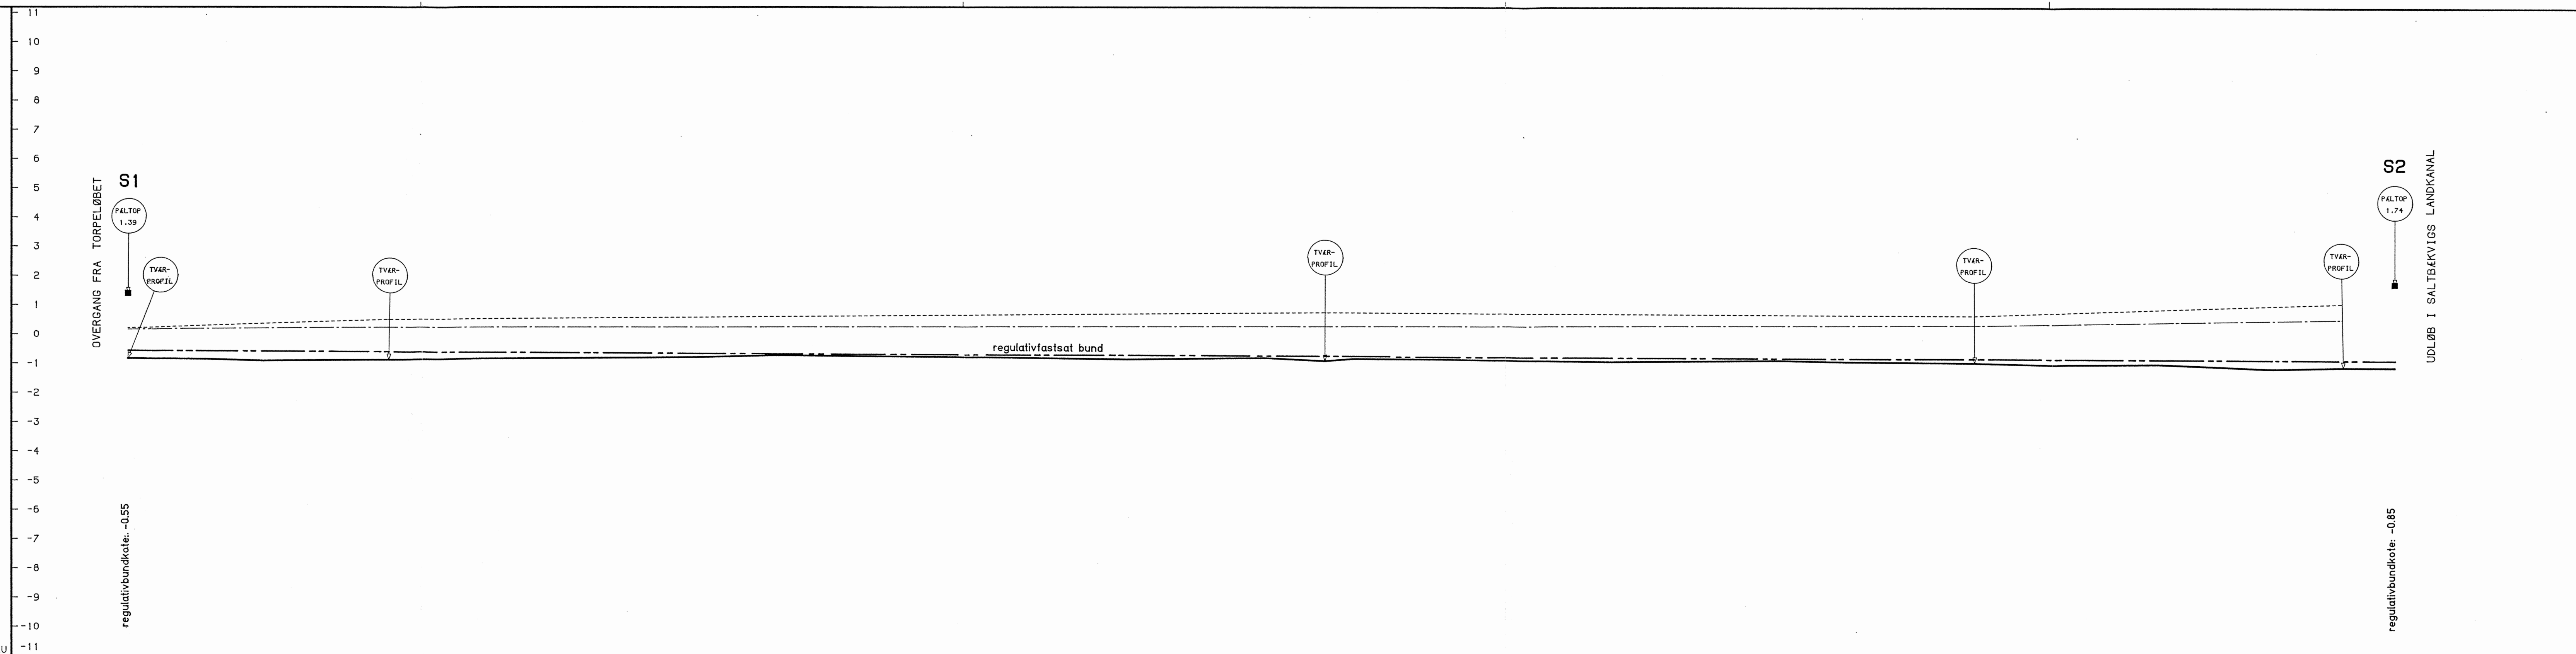 11
10
9
8
7
6
5
4
3
2
1
0
-1
-2
-3
-4
-5
-6
-7
-8
-9
-10
-11
U
OVERGANG FRA TORPELØBET
S1
PÆLTOP
1.39
TVÆR-
PROFIL
TVÆR-
PROFIL
regulativfastsat bund
TVÆR-
PROFIL
TVÆR-
PROFIL
TVÆR-
PROFIL
S2
PÆLTOP
1.74
UDLØB I SALTBÆKVIGS LANDKANAL
regulativbundkote: -0.55
regulativbundkote: -0.85